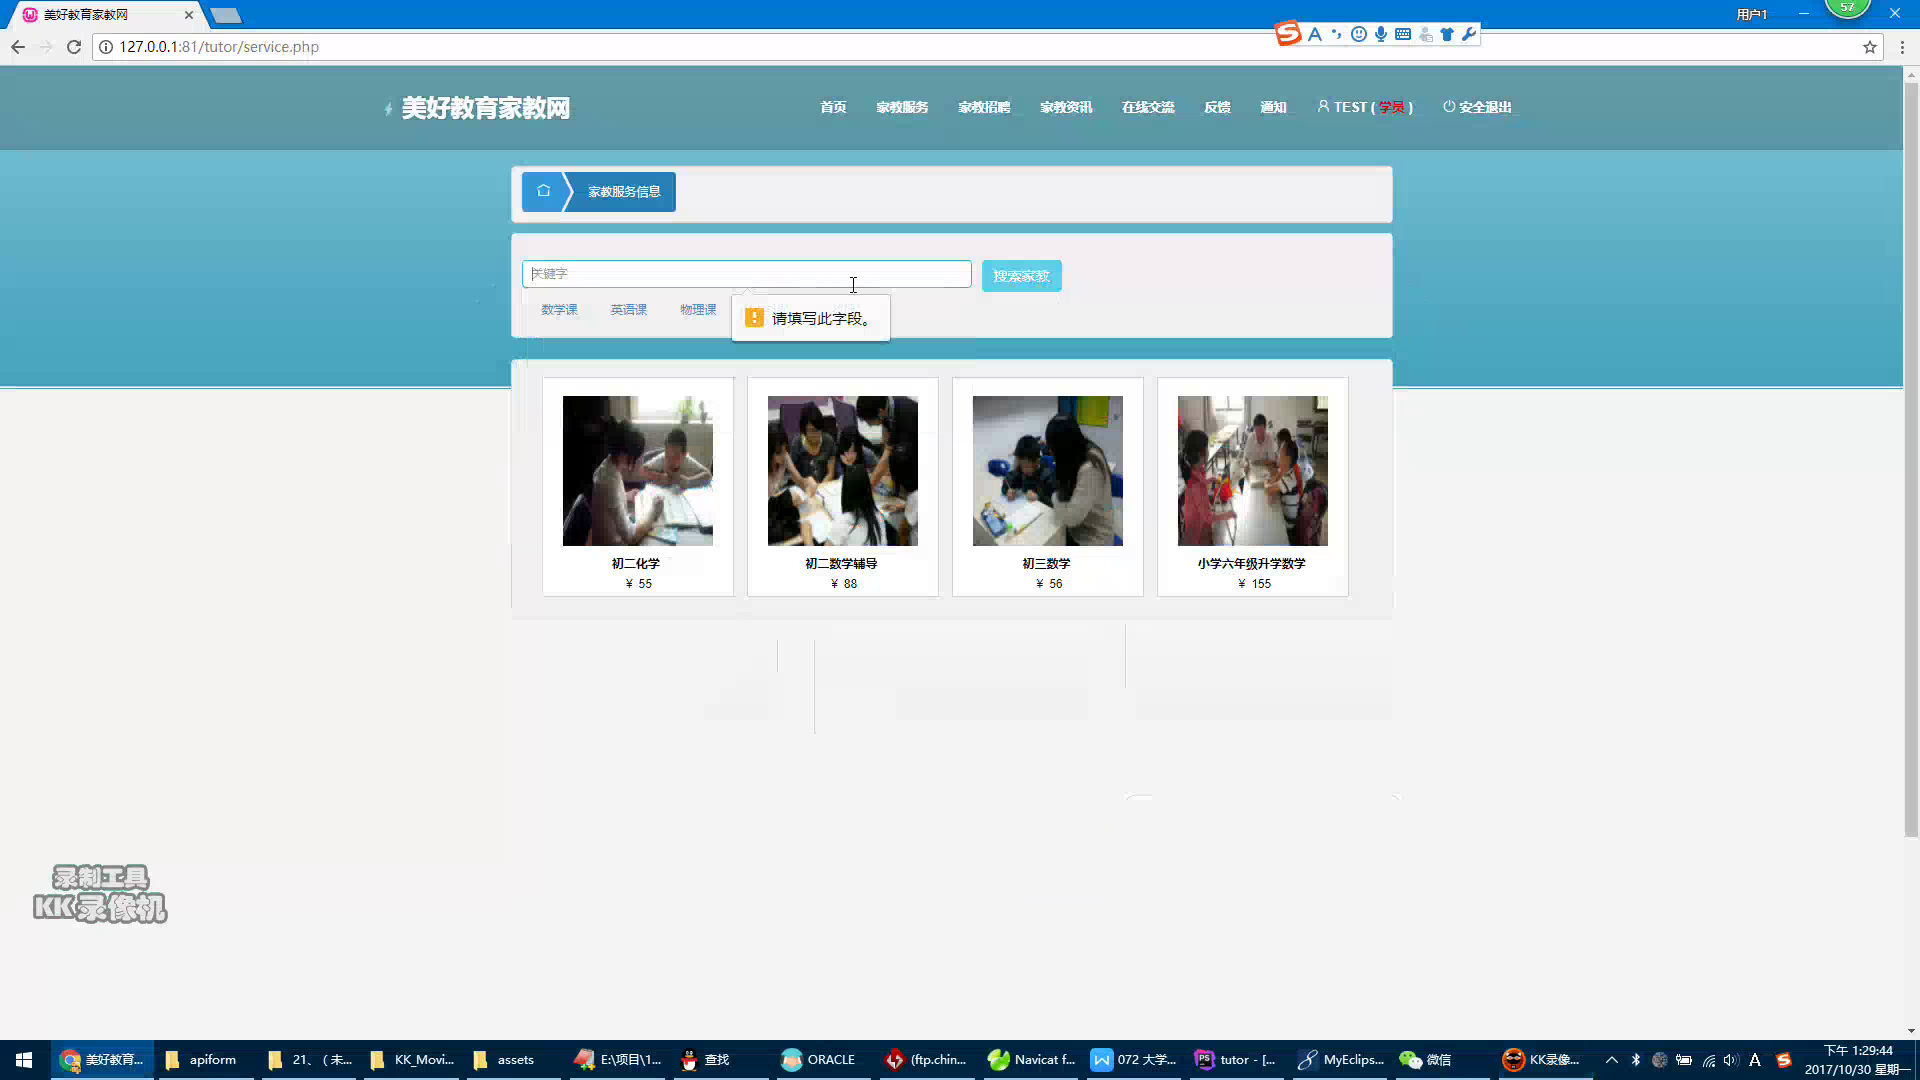 美好教育家教网
用户1
57
127.0.0.1:81/tutor/service.php
美好教育家教网
首页 家教服务 家教招聘 家教资讯 在线交流 反馈 通知 TEST ( 学员 ) 安全退出
家教服务信息
关键字
搜索家教
数学课 英语课 物理课
请填写此字段。
初二化学
¥ 55
初二数学辅导
¥ 88
初三数学
¥ 56
小学六年级升学数学
¥ 155
录制工具
KK录像机
美好教育...
apiform
21、（未...
KK_Movi...
assets
E:\项目\1...
查找
ORACLE
(ftp.chin...
Navicat f...
072 大学...
tutor - [...
MyEclips...
微信
KK录像...
A
下午 1:29:44
2017/10/30 星期一